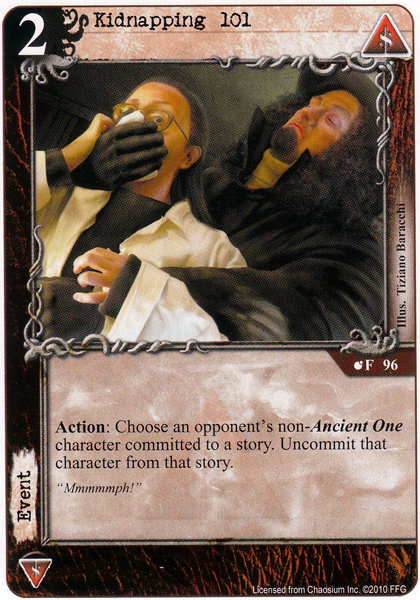 2 Kidnapping 101
Illus. Tiziano Baracchi
F 96
Action: Choose an opponent's non-Ancient One
character committed to a story. Uncommit that
character from that story.
"Mmmmmph!"
Event
Licensed from Chaosium Inc. ©2010 FFG